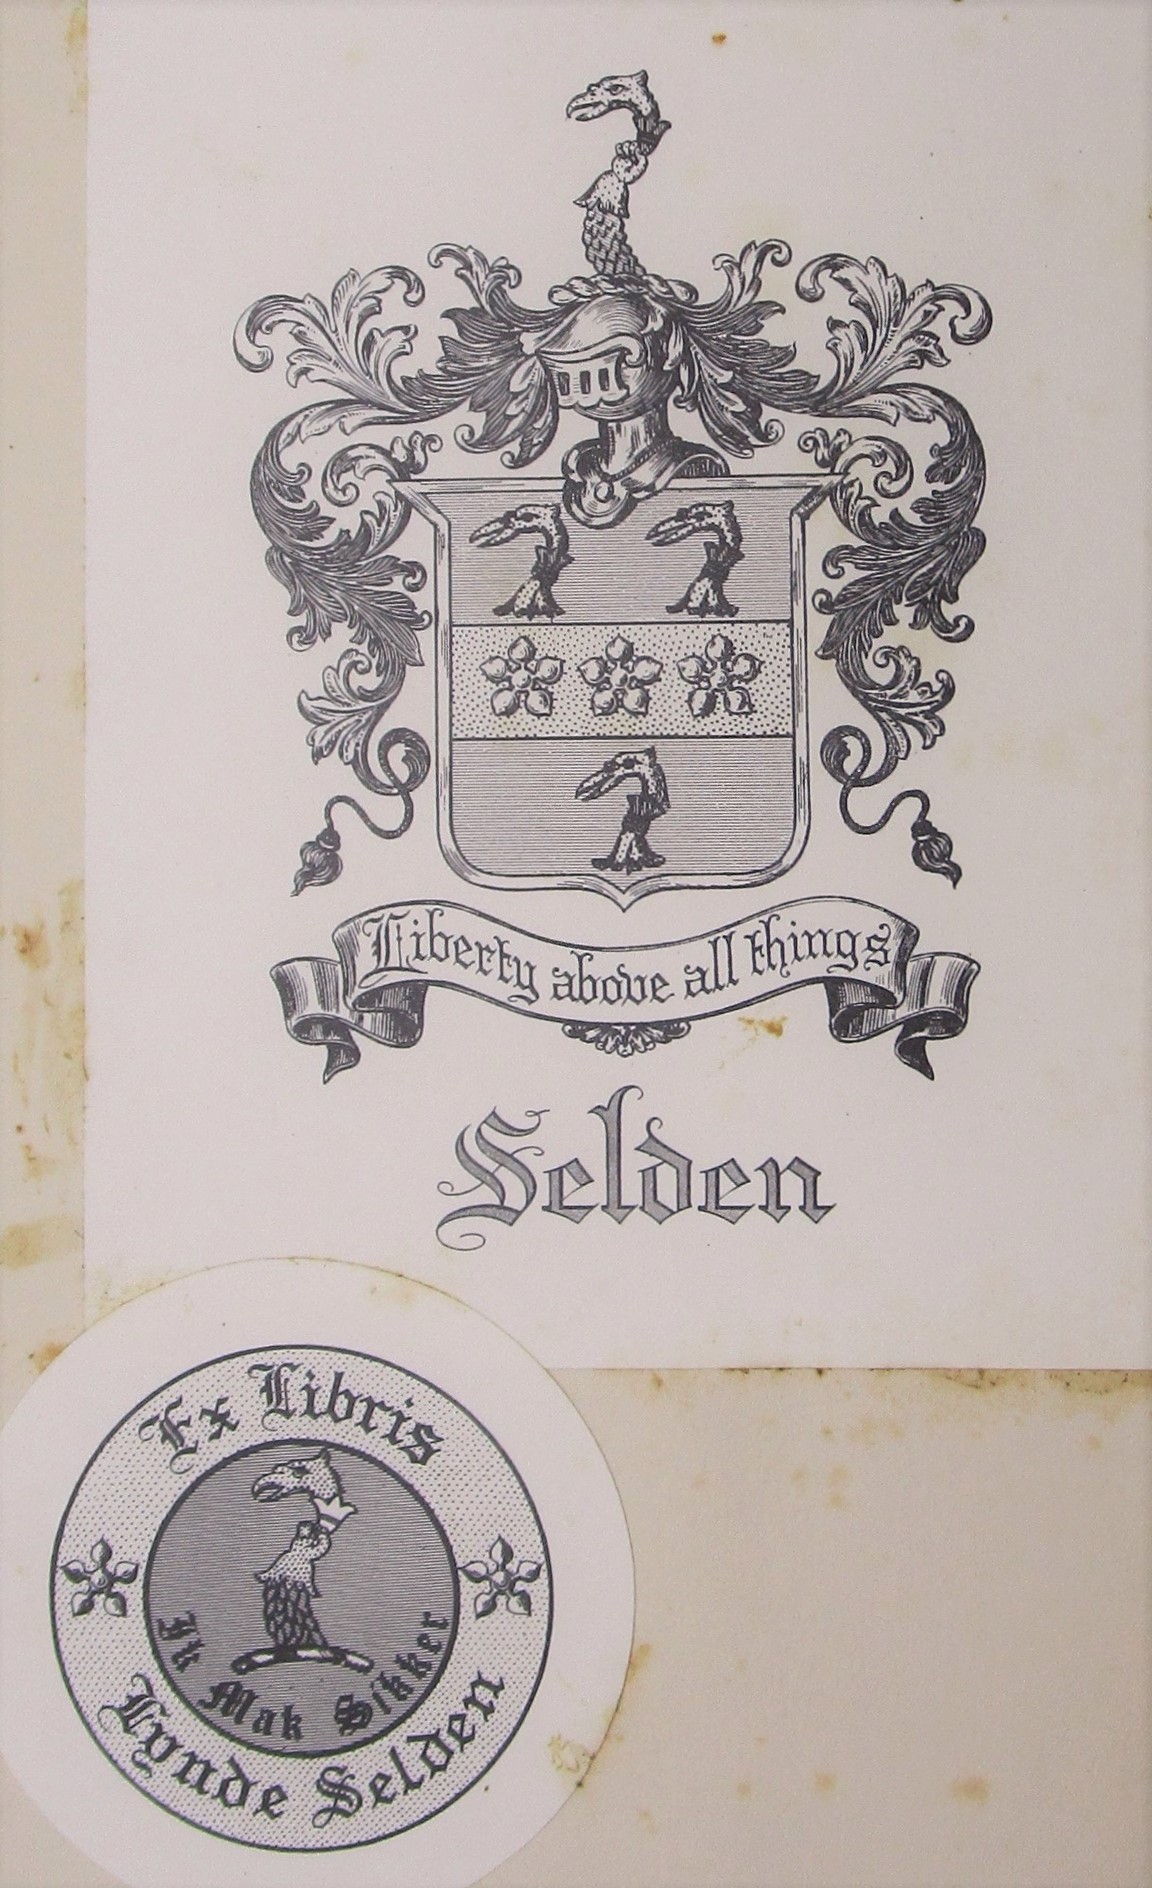 Liberty above all things
Selden
Ex Libris
Ik Mak Sikker
Lynde Selden